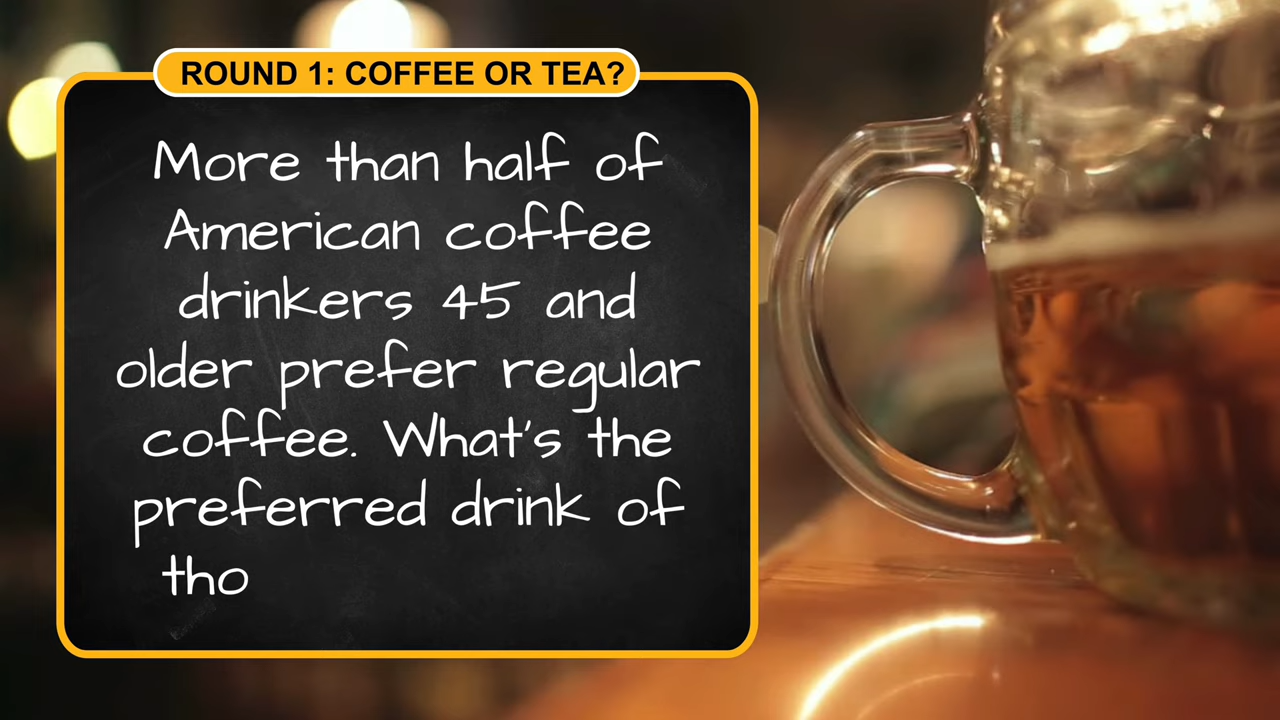 ROUND 1: COFFEE OR TEA?
More than half of
American coffee
drinkers 45 and
older prefer regular
coffee. What's the
preferred drink of
tho